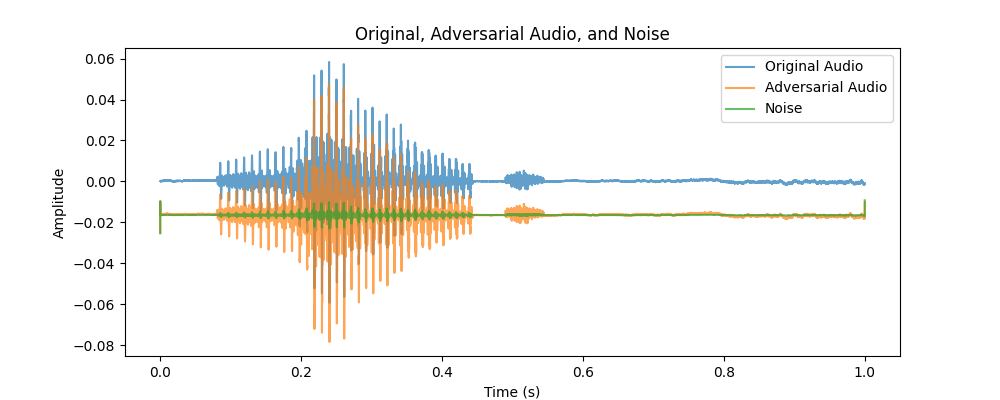 Original, Adversarial Audio, and Noise
Original Audio
Adversarial Audio
Noise
0.06
0.04
0.02
0.00
−0.02
−0.04
−0.06
−0.08
Amplitude
0.0 0.2 0.4 0.6 0.8 1.0
Time (s)